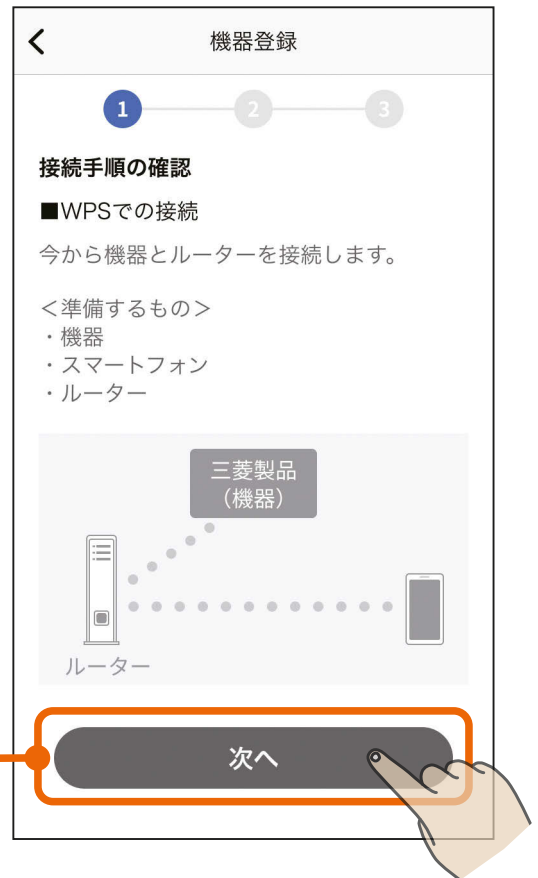 機器登録
1 2 3
接続手順の確認
■WPSでの接続
今から機器とルーターを接続します。
＜準備するもの＞
・機器
・スマートフォン
・ルーター
三菱製品
（機器）
ルーター
次へ